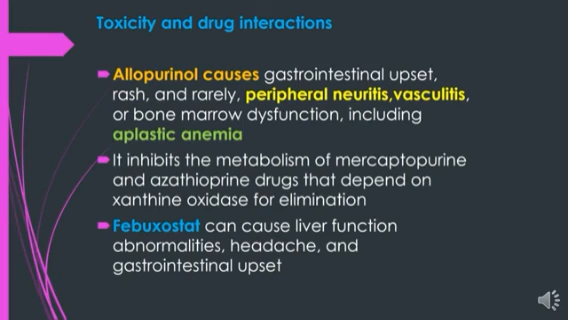 Toxicity and drug interactions
Allopurinol causes gastrointestinal upset,
rash, and rarely, peripheral neuritis,vasculitis,
or bone marrow dysfunction, including
aplastic anemia
It inhibits the metabolism of mercaptopurine
and azathioprine drugs that depend on
xanthine oxidase for elimination
Febuxostat can cause liver function
abnormalities, headache, and
gastrointestinal upset